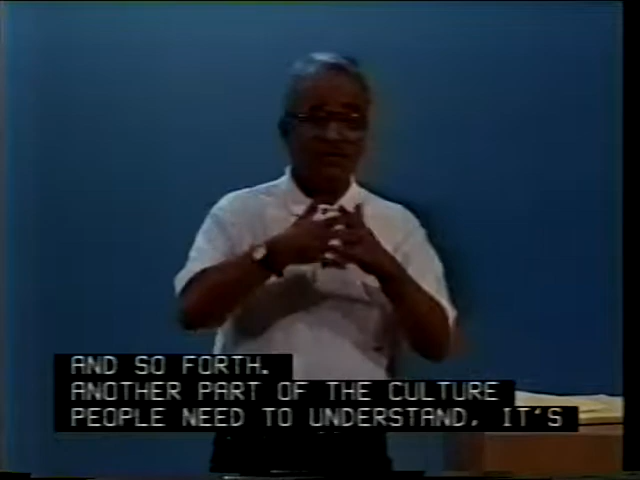 AND SO FORTH.
ANOTHER PART OF THE CULTURE
PEOPLE NEED TO UNDERSTAND, IT'S